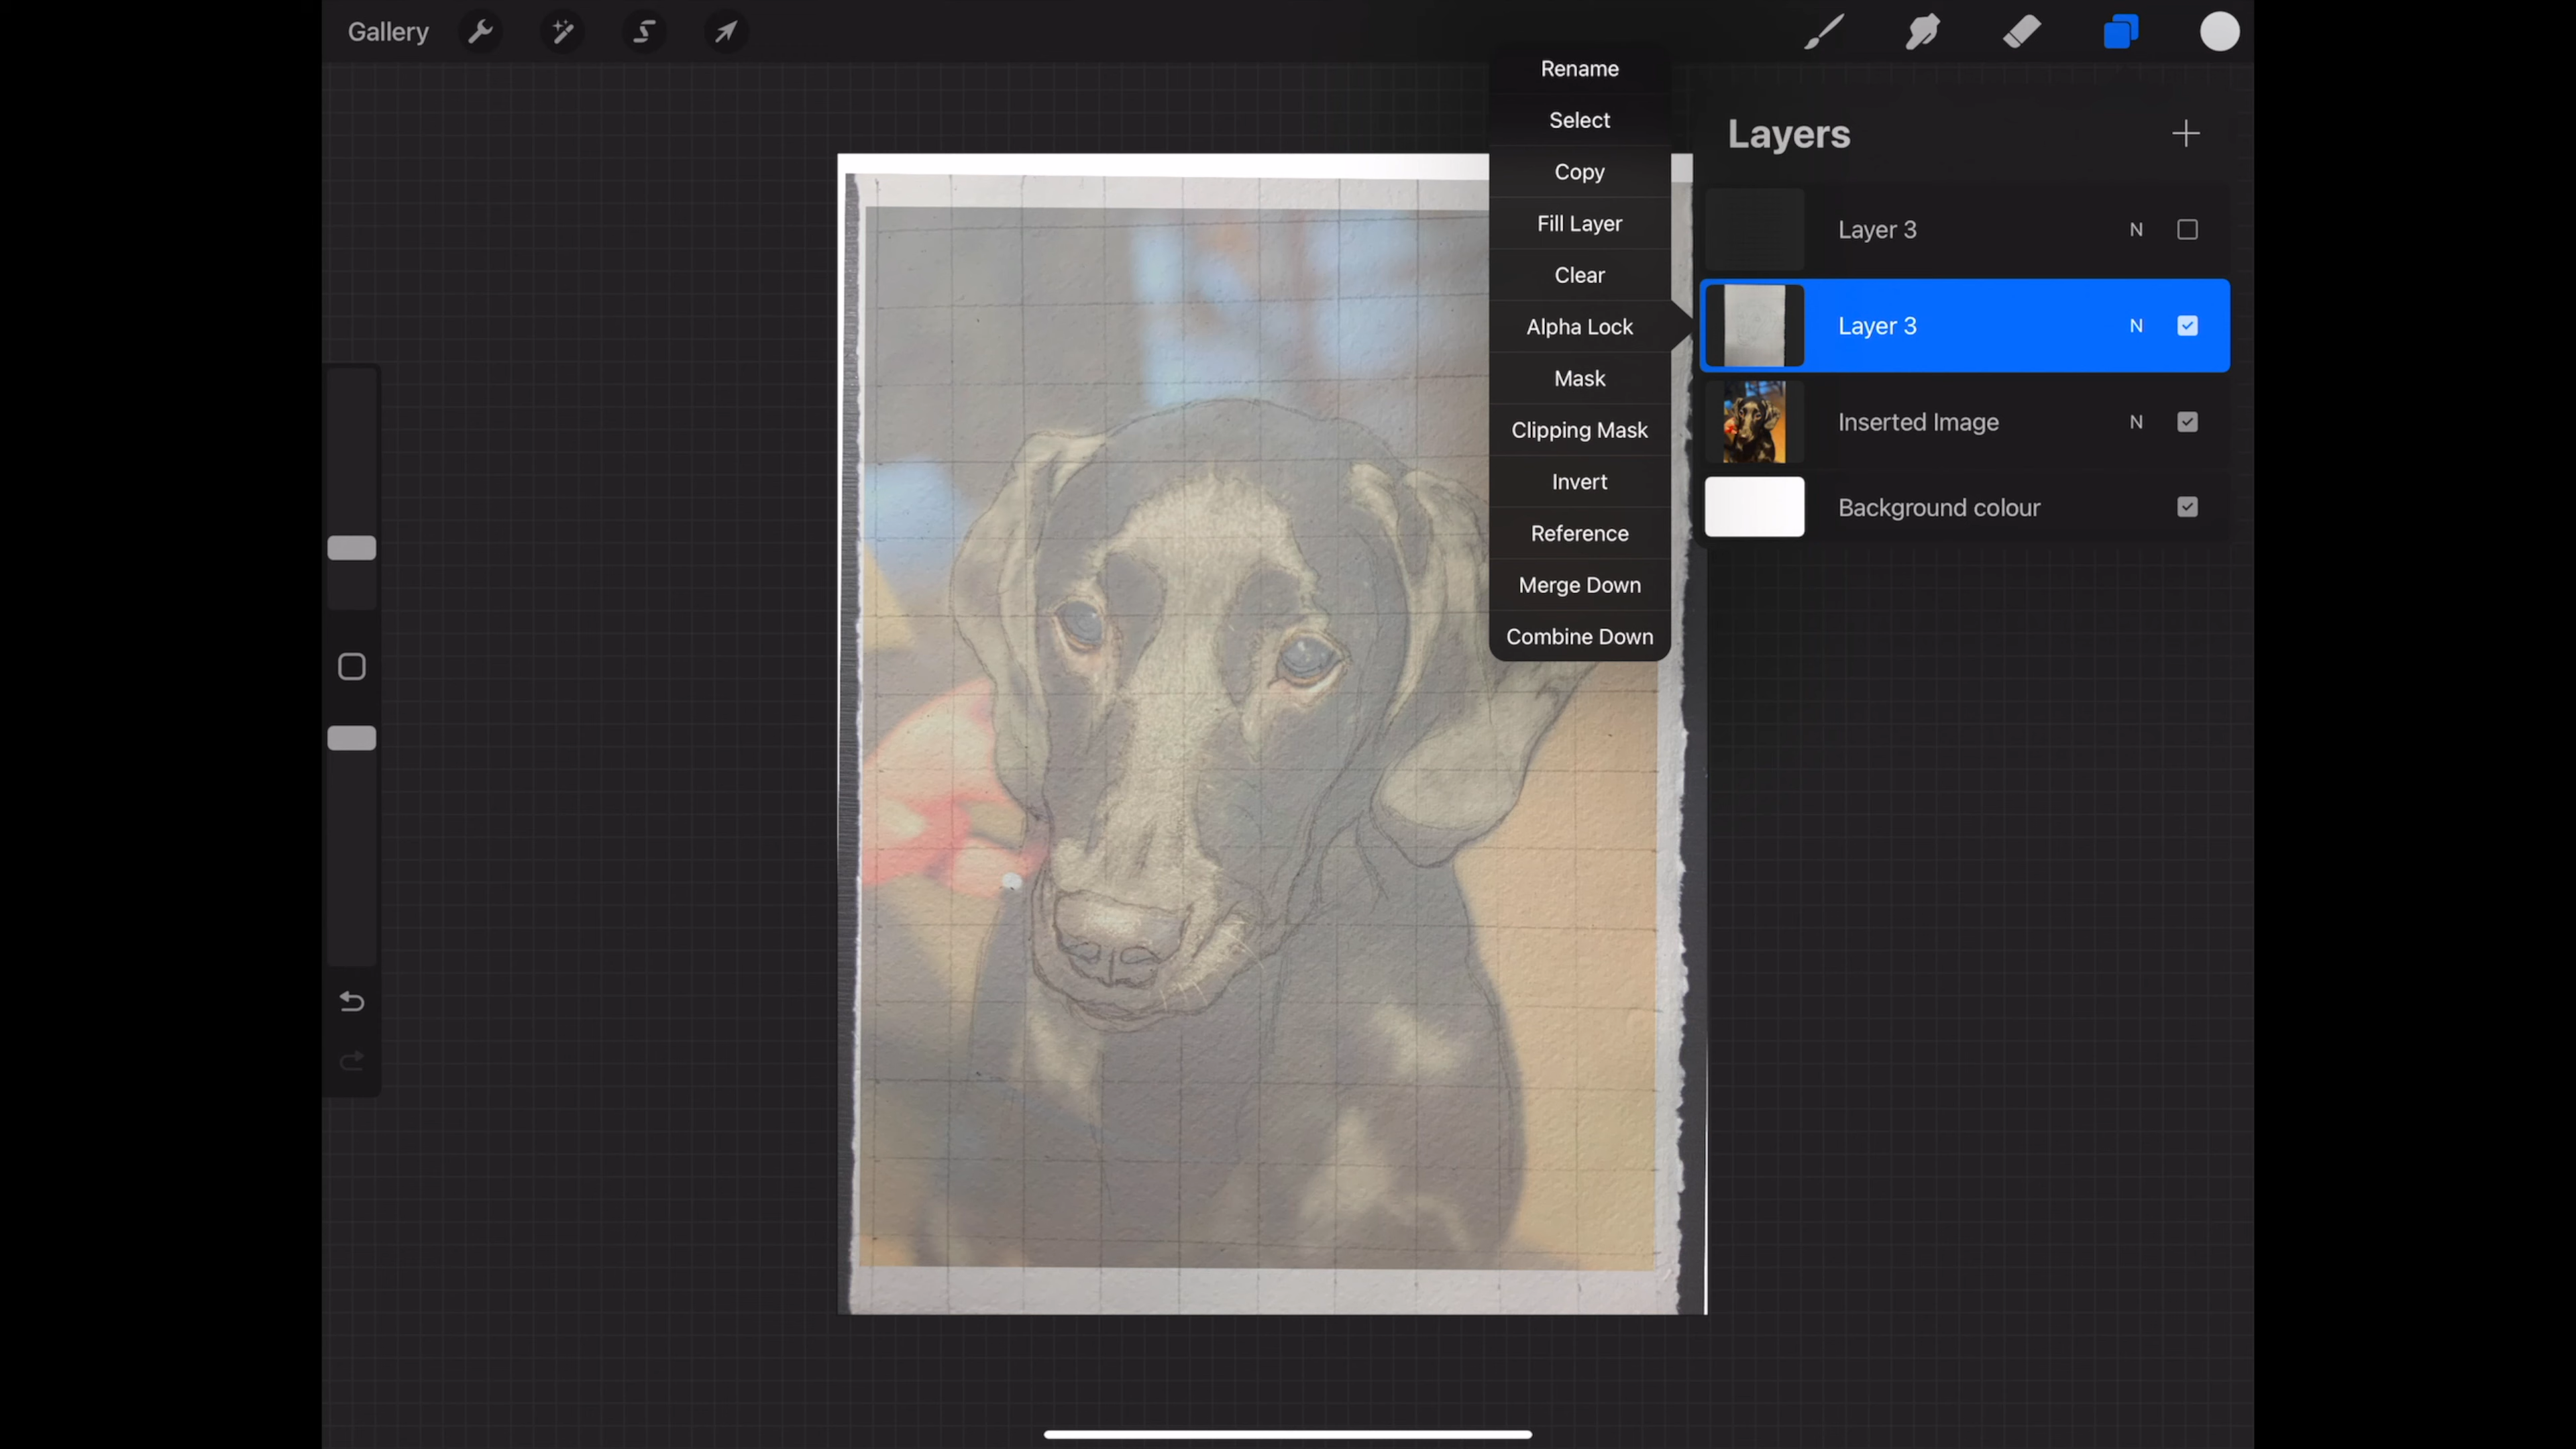 Gallery
Rename
Select
Copy
Fill Layer
Clear
Alpha Lock
Mask
Clipping Mask
Invert
Reference
Merge Down
Combine Down
Layers
Layer 3 N
Layer 3 N
Inserted Image N
Background colour